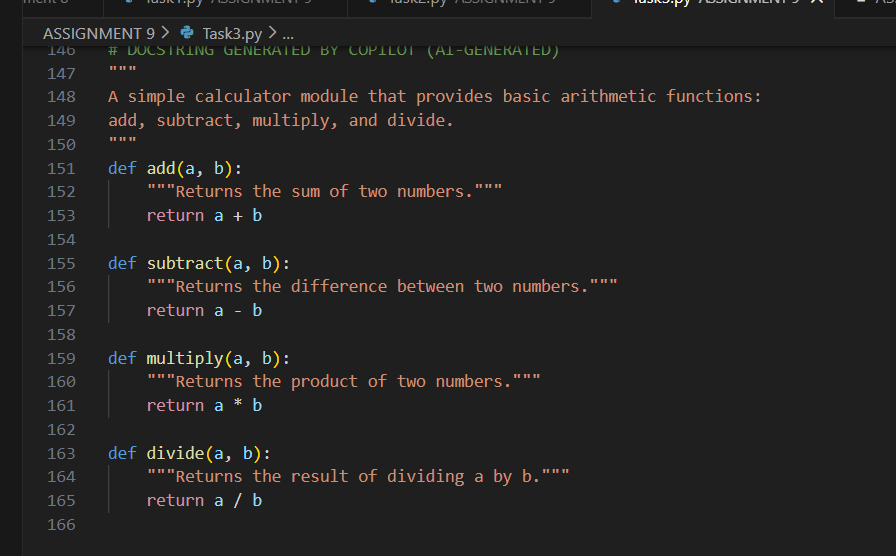 ASSIGNMENT 9 > Task3.py > ...
146 # DOCSTRING GENERATED BY COPILOT (AI-GENERATED)
147 """
148 A simple calculator module that provides basic arithmetic functions:
149 add, subtract, multiply, and divide.
150 """
151 def add(a, b):
152     """Returns the sum of two numbers."""
153     return a + b
154
155 def subtract(a, b):
156     """Returns the difference between two numbers."""
157     return a - b
158
159 def multiply(a, b):
160     """Returns the product of two numbers."""
161     return a * b
162
163 def divide(a, b):
164     """Returns the result of dividing a by b."""
165     return a / b
166